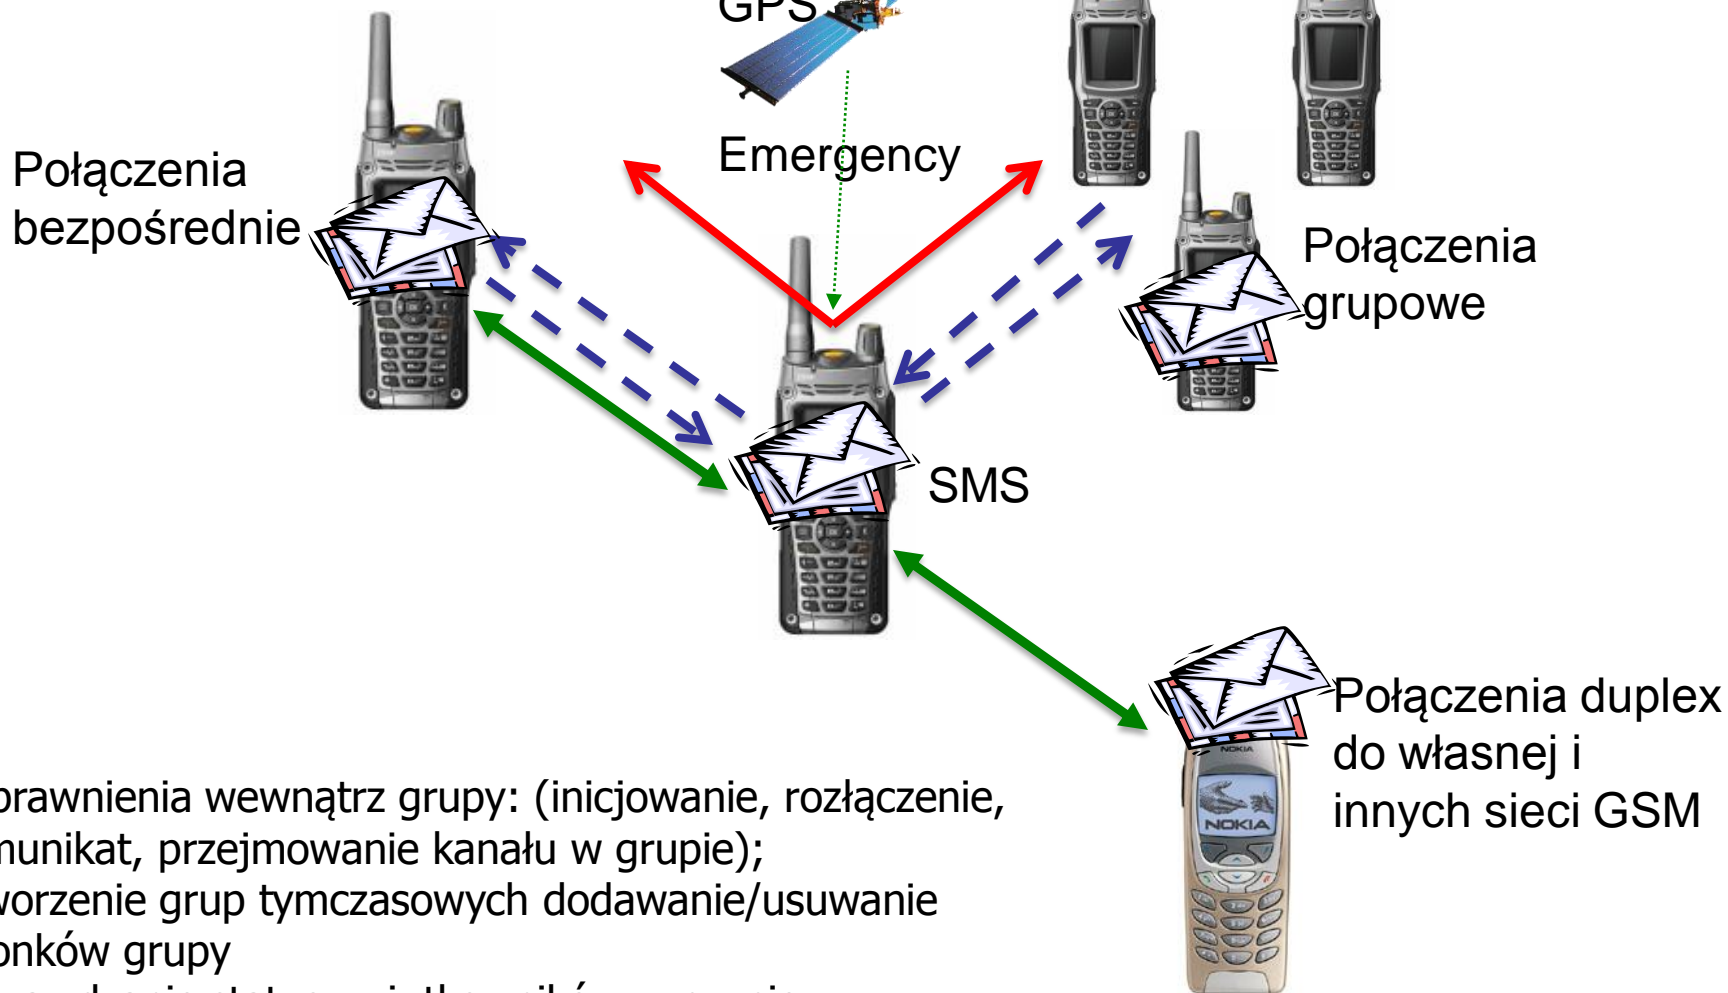 GPS
Emergency
Połączenia
bezpośrednie
Połączenia
grupowe
SMS
Połączenia duplex
do własnej i
innych sieci GSM
NOKIA
NOKIA
prawnienia wewnątrz grupy: (inicjowanie, rozłączenie,
munikat, przejmowanie kanału w grupie);
worzenie grup tymczasowych dodawanie/usuwanie
onków grupy